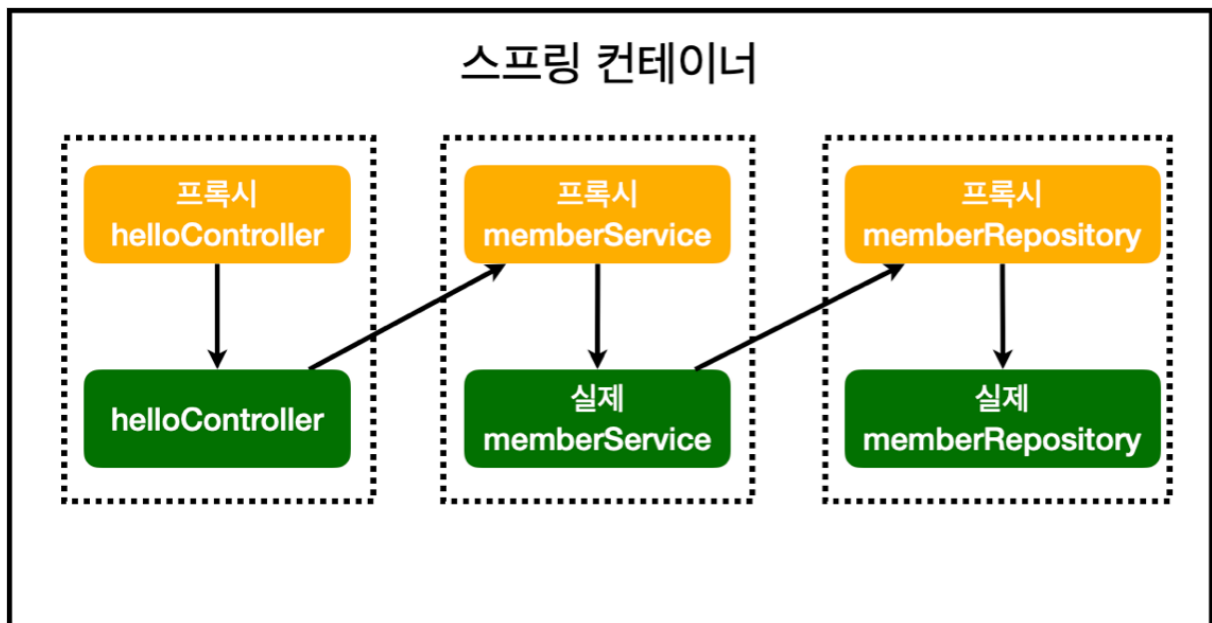 스프링 컨테이너
프록시
helloController
프록시
memberService
프록시
memberRepository
helloController
실제
memberService
실제
memberRepository